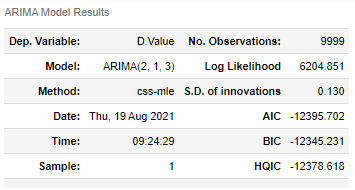 ARIMA Model Results
Dep. Variable: D.Value No. Observations: 9999
Model: ARIMA(2, 1, 3) Log Likelihood 6204.851
Method: css-mle S.D. of innovations 0.130
Date: Thu, 19 Aug 2021 AIC -12395.702
Time: 09:24:29 BIC -12345.231
Sample: 1 HQIC -12378.618